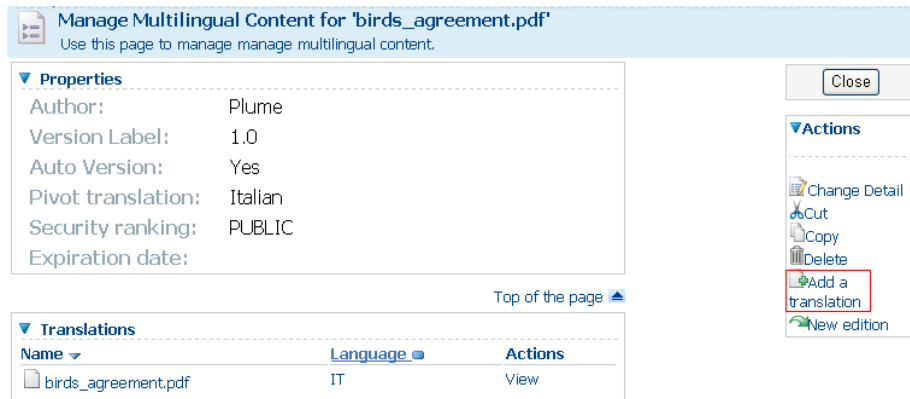 Manage Multilingual Content for 'birds_agreement.pdf'
Use this page to manage manage multilingual content.
Properties
Author: Plume
Version Label: 1.0
Auto Version: Yes
Pivot translation: Italian
Security ranking: PUBLIC
Expiration date:
Top of the page
Translations
Name Language Actions
birds_agreement.pdf IT View
Close
Actions
Change Detail
Cut
Copy
Delete
Add a
translation
New edition